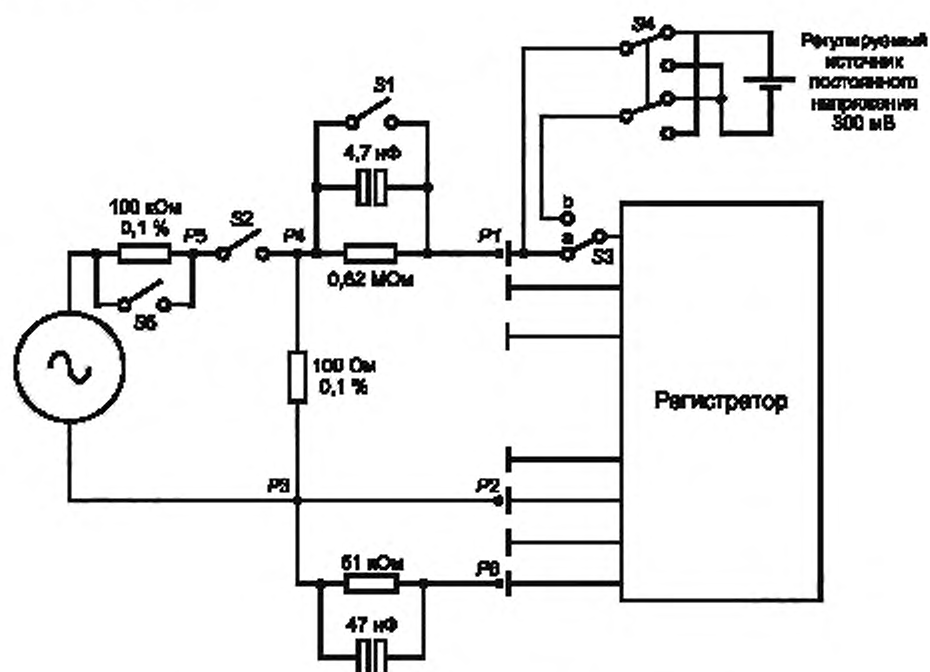 S4
Регулируемый
источник
постоянного
напряжения
300 мВ
S1
4,7 нФ
100 кОм
0,1 %
P5
S2
P4
P1
b
a
S3
0,62 МОм
S5
100 Ом
0,1 %
Регистратор
P3
P2
51 кОм
P6
47 нФ